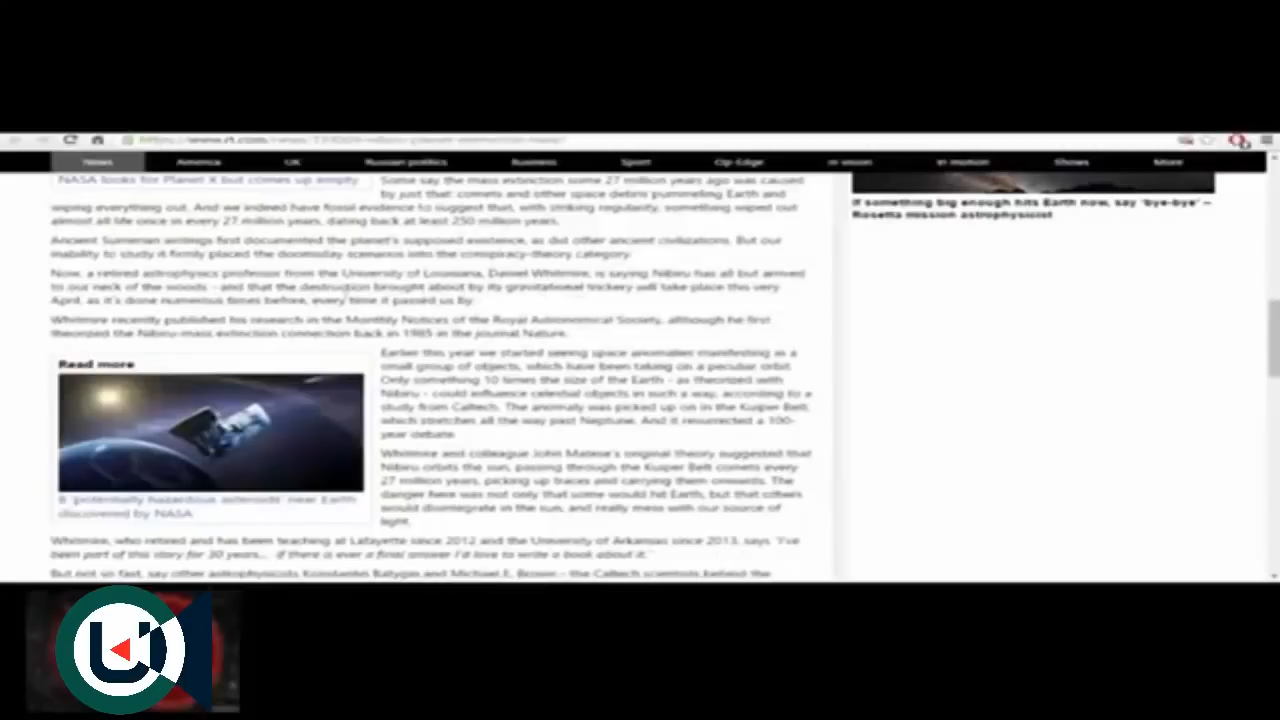 News America UK Russian politics Business Sport Op-Edge In vision In motion Shows More
NASA looks for Planet X but comes up empty
Some say the mass extinction some 27 million years ago was caused
by just that: comets and other space debris pummeling Earth and
wiping everything out. And we indeed have fossil evidence to suggest that, with striking regularity, something wiped out
almost all life once in every 27 million years, dating back at least 250 million years.
Ancient Sumerian writings first documented the planet's supposed existence, as did other ancient civilizations. But our
inability to study it firmly placed the doomsday scenarios into the conspiracy-theory category.
Now, a retired astrophysics professor from the University of Louisiana, Daniel Whitmire, is saying Nibiru has all but arrived
to our neck of the woods - and that the destruction brought about by its gravitational trickery will take place this very
April, as it's done numerous times before, every time it passed us by.
Whitmire recently published his research in the Monthly Notices of the Royal Astronomical Society, although he first
theorized the Nibiru-mass extinction connection back in 1985 in the journal Nature.
Read more
9 'potentially hazardous asteroids' near Earth
discovered by NASA
Earlier this year we started seeing space anomalies manifesting in a
small group of objects, which have been taking on a peculiar orbit.
Only something 10 times the size of the Earth - as theorized with
Nibiru - could influence celestial objects in such a way, according to a
study from Caltech. The anomaly was picked up on in the Kuiper Belt,
which stretches all the way past Neptune. And it resurrected a 100-
year debate.
Whitmire and colleague John Matese's original theory suggested that
Nibiru orbits the sun, passing through the Kuiper Belt comets every
27 million years, picking up traces and carrying them onwards. The
danger here was not only that some would hit Earth, but that others
would disintegrate in the sun, and really mess with our source of
light.
Whitmire, who retired and has been teaching at Lafayette since 2012 and the University of Arkansas since 2013, says "I've
been part of this story for 30 years... if there is ever a final answer I'd love to write a book about it."
But not so fast, say other astrophysicists Konstantin Batygin and Michael E. Brown – the Caltech scientists behind the
If something big enough hits Earth now, say 'bye-bye' –
Rosetta mission astrophysicist